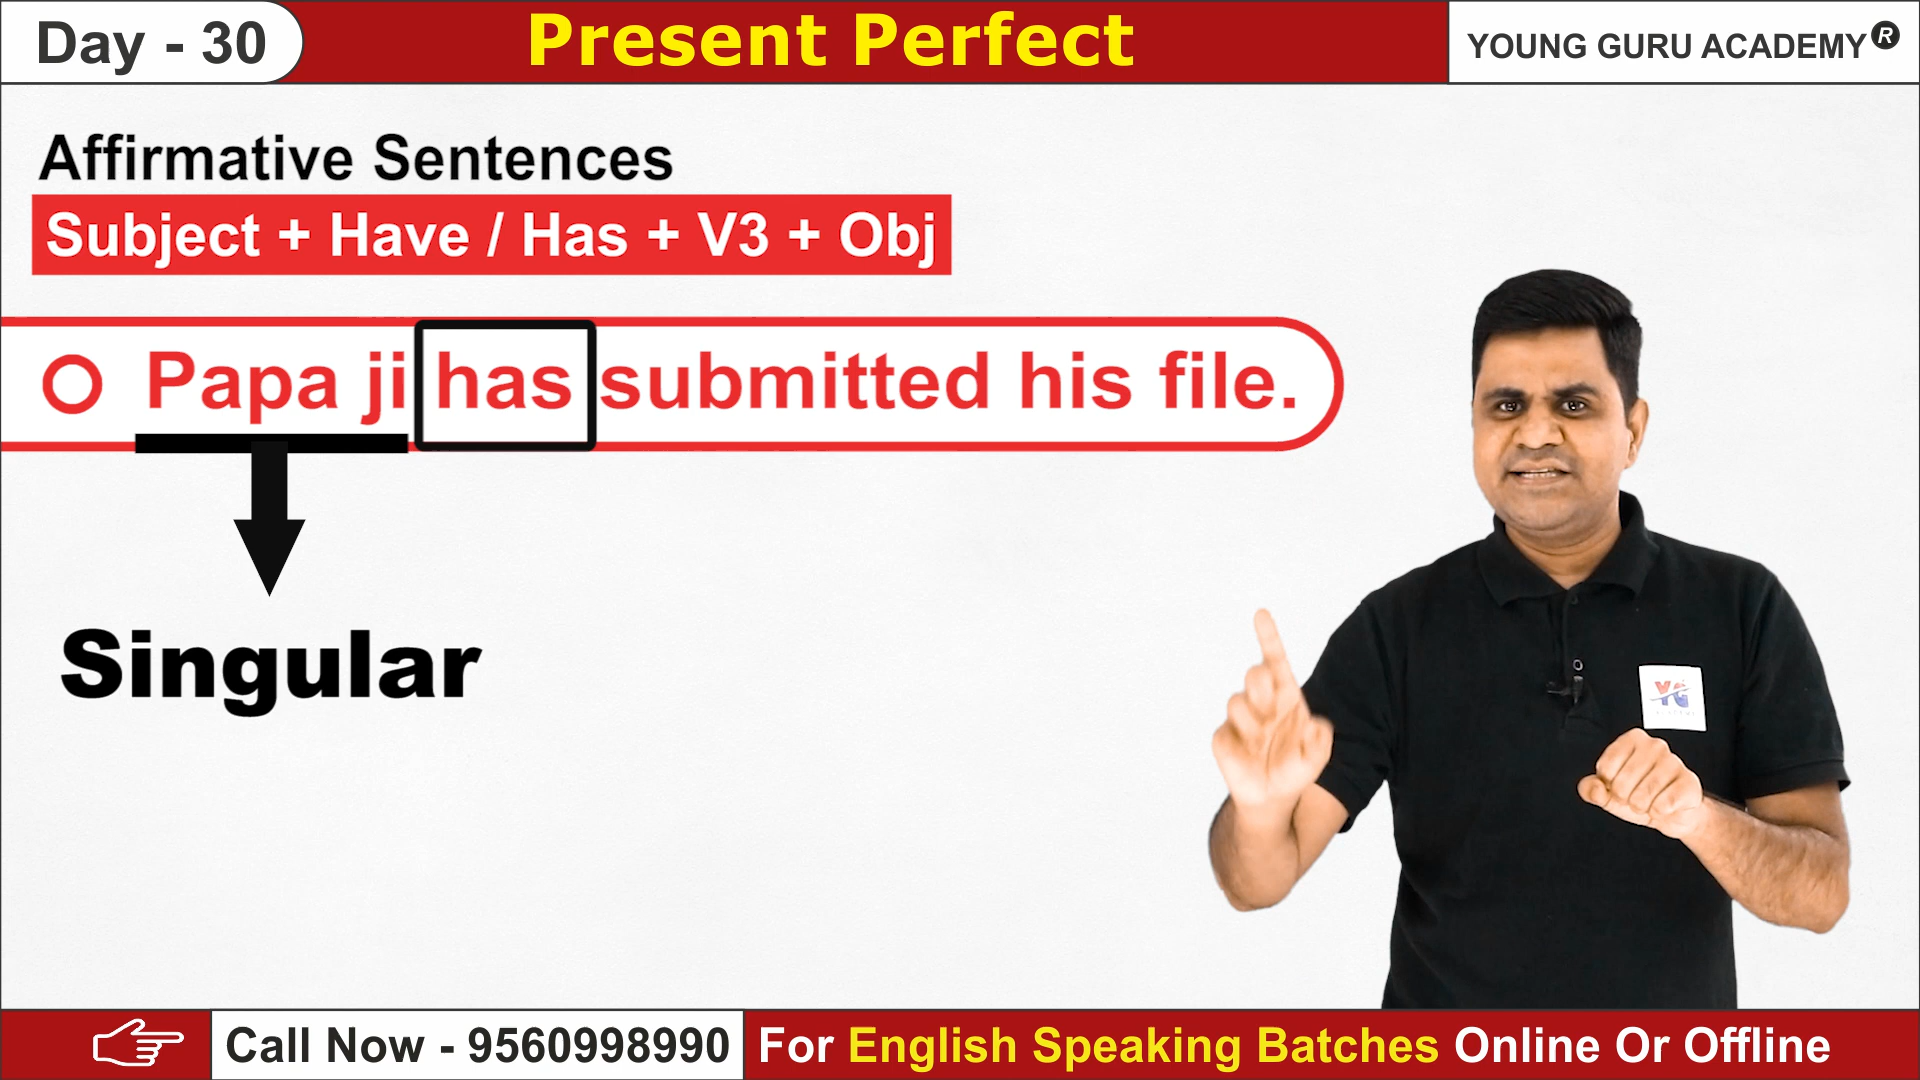 Day - 30
Present Perfect
YOUNG GURU ACADEMY®
Affirmative Sentences
Subject + Have / Has + V3 + Obj
Papa ji has submitted his file.
Singular
YG
Call Now - 9560998990
For English Speaking Batches Online Or Offline